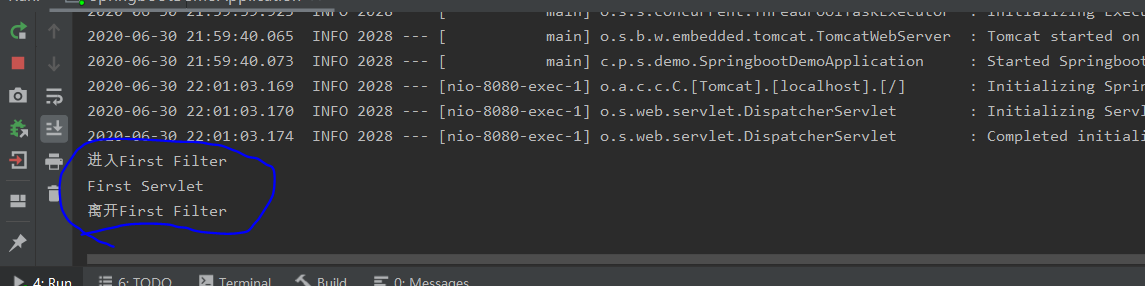 2020-06-30 21:59:40.065  INFO 2028 --- [           main] o.s.b.w.embedded.tomcat.TomcatWebServer  : Tomcat started on
2020-06-30 21:59:40.073  INFO 2028 --- [           main] c.p.s.demo.SpringbootDemoApplication     : Started Springboot
2020-06-30 22:01:03.169  INFO 2028 --- [nio-8080-exec-1] o.a.c.c.C.[Tomcat].[localhost].[/]       : Initializing Spri
2020-06-30 22:01:03.170  INFO 2028 --- [nio-8080-exec-1] o.s.web.servlet.DispatcherServlet        : Initializing Servl
2020-06-30 22:01:03.174  INFO 2028 --- [nio-8080-exec-1] o.s.web.servlet.DispatcherServlet        : Completed initiali
进入First Filter
First Servlet
离开First Filter
4: Run 6: TODO Terminal Build 0: Messages